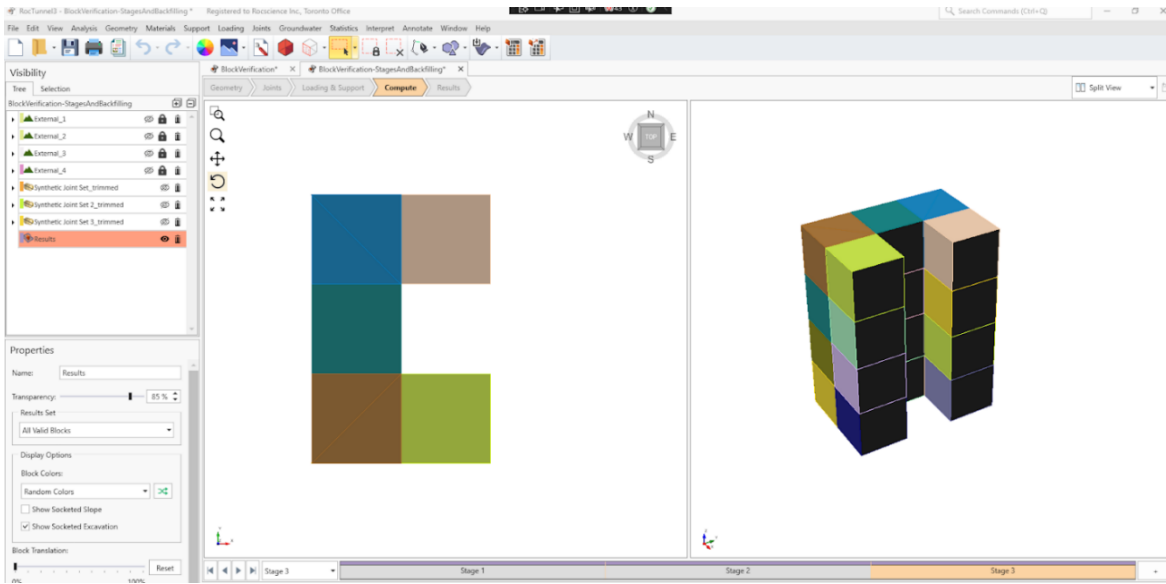 RocTunnel3 - BlockVerification-StagesAndBackfilling * Registered to Rocscience Inc., Toronto Office
Search Commands (Ctrl+Q)
File Edit View Analysis Geometry Materials Support Loading Joints Groundwater Statistics Interpret Annotate Window Help
Visibility
BlockVerification* × BlockVerification-StagesAndBackfilling* ×
Tree Selection
Geometry Joints Loading & Support Compute Results
Split View
BlockVerification-StagesAndBackfilling
External_1
External_2
External_3
External_4
Synthetic Joint Set_trimmed
Synthetic Joint Set 2_trimmed
Synthetic Joint Set 3_trimmed
Results
N
W TOP E
S
Properties
Name: Results
Transparency: 85 %
Results Set
All Valid Blocks
Display Options
Block Colors:
Random Colors
Show Socketed Slope
Show Socketed Excavation
Block Translation:
Reset
0% 100%
Stage 3 Stage 1 Stage 2 Stage 3